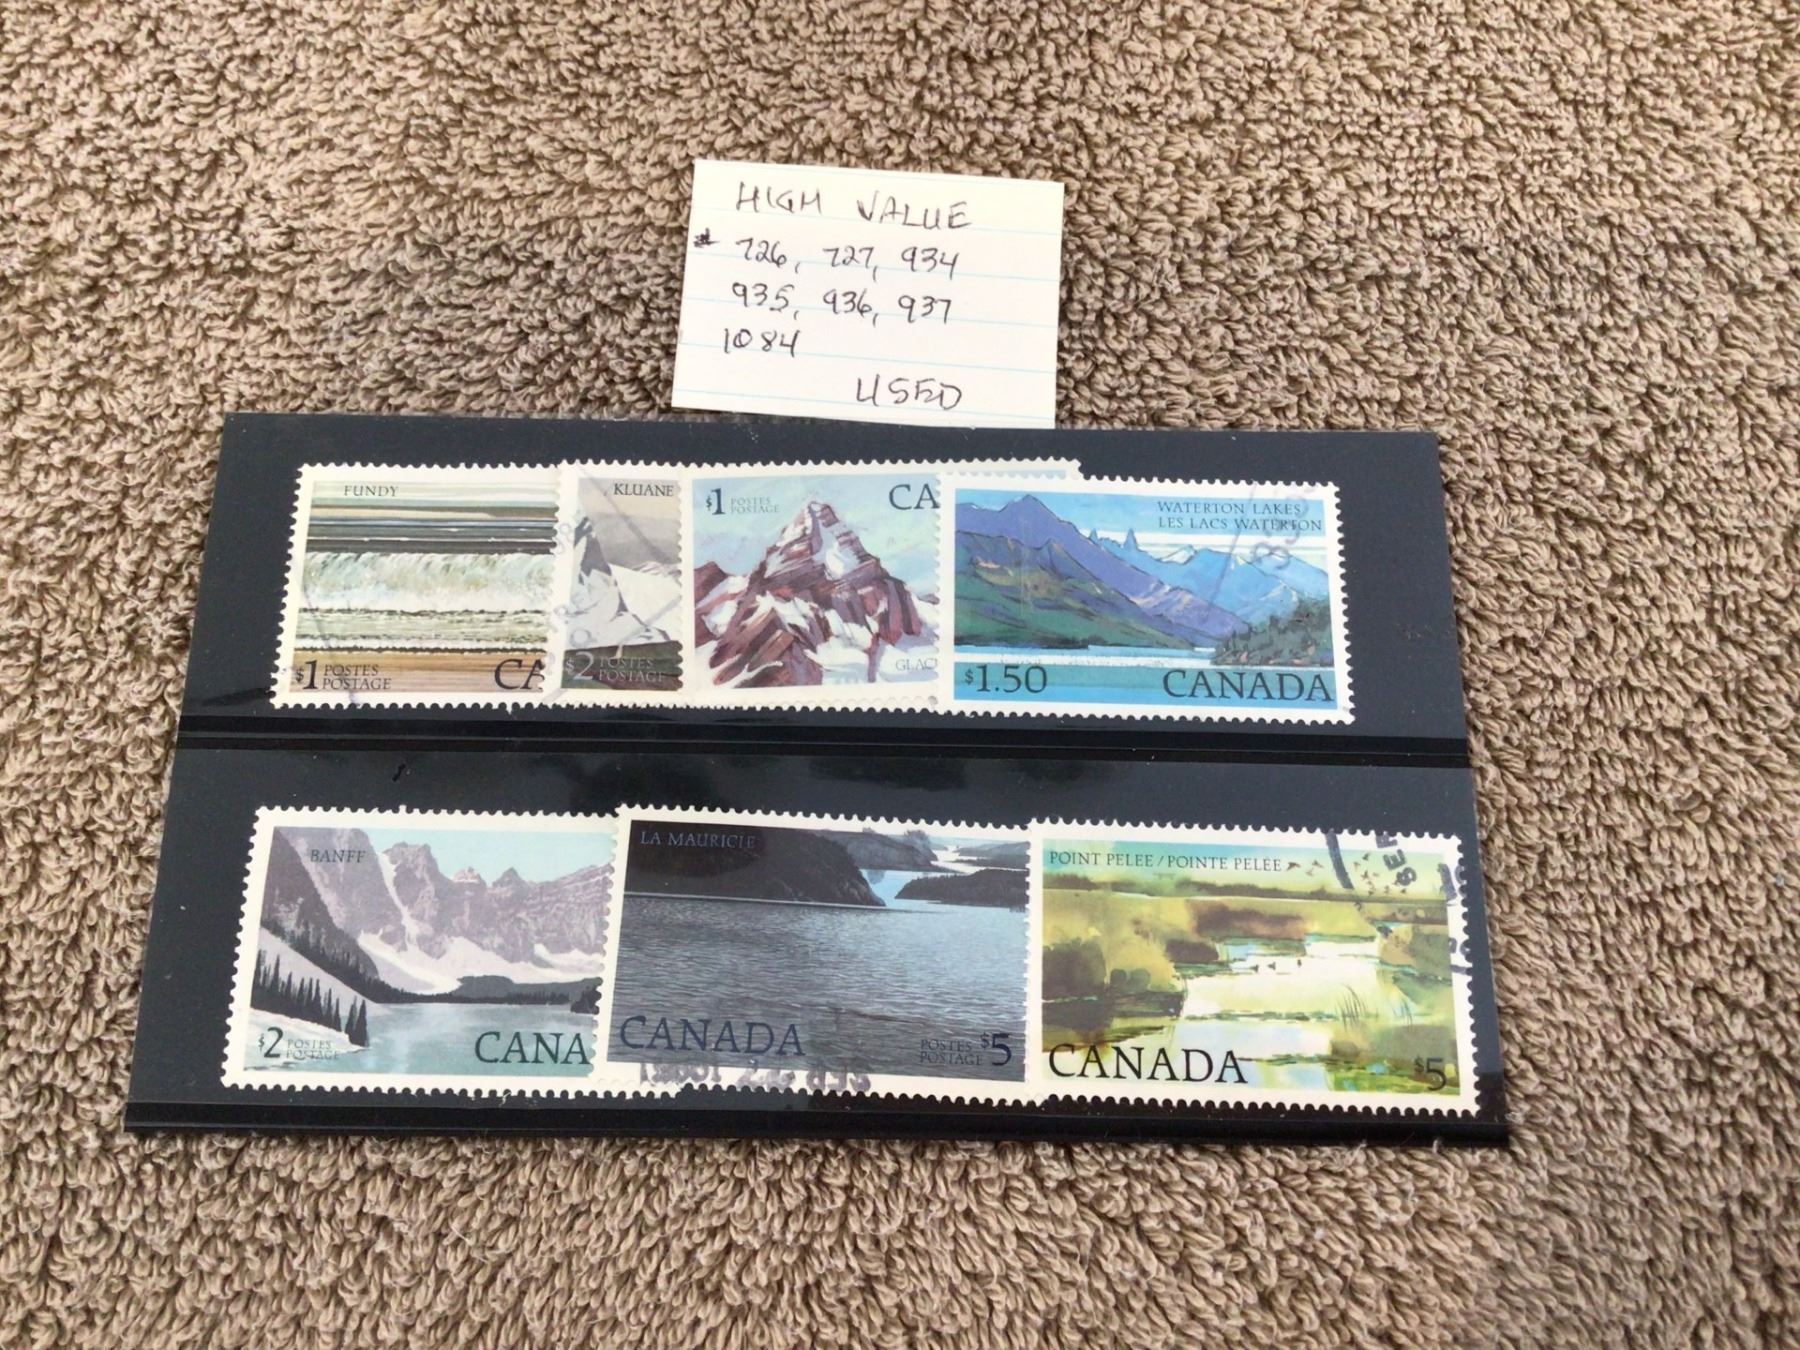 HIGH VALUE
# 726, 727, 934
935, 936, 937
1084
USED
FUNDY
$1 POSTES
POSTAGE
CA
KLUANE
$2 POSTES
POSTAGE
$1 POSTES
POSTAGE
CA
GLAC
WATERTON LAKES
LES LACS WATERTON
$1.50
CANADA
BANFF
$2 POSTES
POSTAGE
CANA
LA MAURICIE
CANADA
POSTES
POSTAGE
$5
POINT PELEE/POINTE PELÉE
CANADA
$5